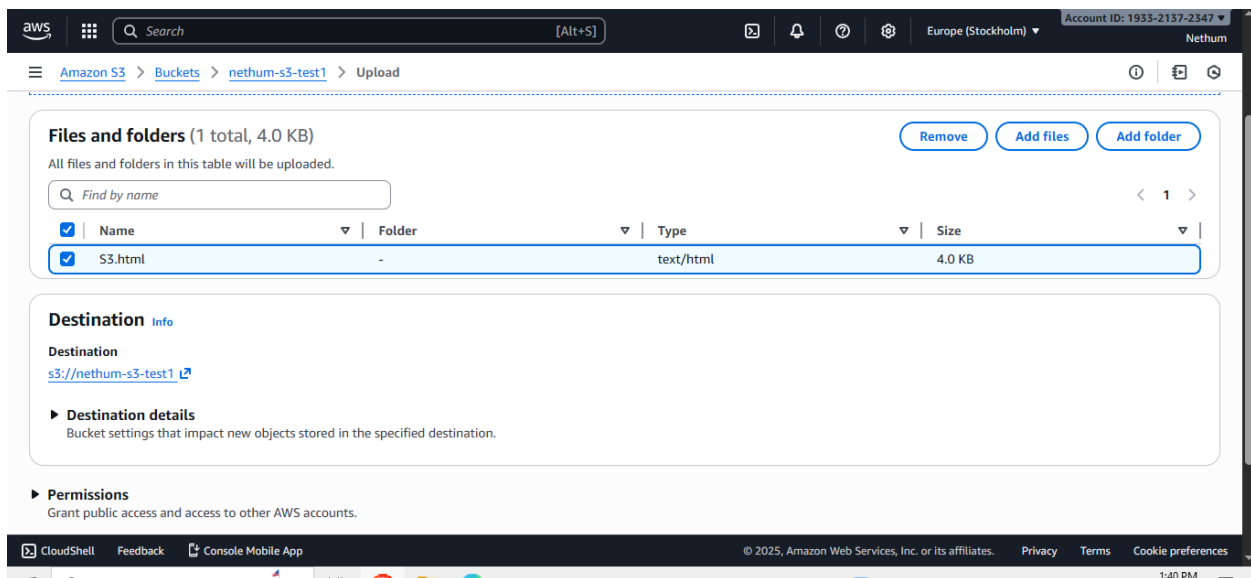 aws Search [Alt+S] Europe (Stockholm) Account ID: 1933-2137-2347
Nethum
Amazon S3 > Buckets > nethum-s3-test1 > Upload
Files and folders (1 total, 4.0 KB) Remove Add files Add folder
All files and folders in this table will be uploaded.
Find by name 1
Name Folder Type Size
S3.html - text/html 4.0 KB
Destination Info
Destination
s3://nethum-s3-test1
Destination details
Bucket settings that impact new objects stored in the specified destination.
Permissions
Grant public access and access to other AWS accounts.
CloudShell Feedback Console Mobile App © 2025, Amazon Web Services, Inc. or its affiliates. Privacy Terms Cookie preferences
1:40 PM